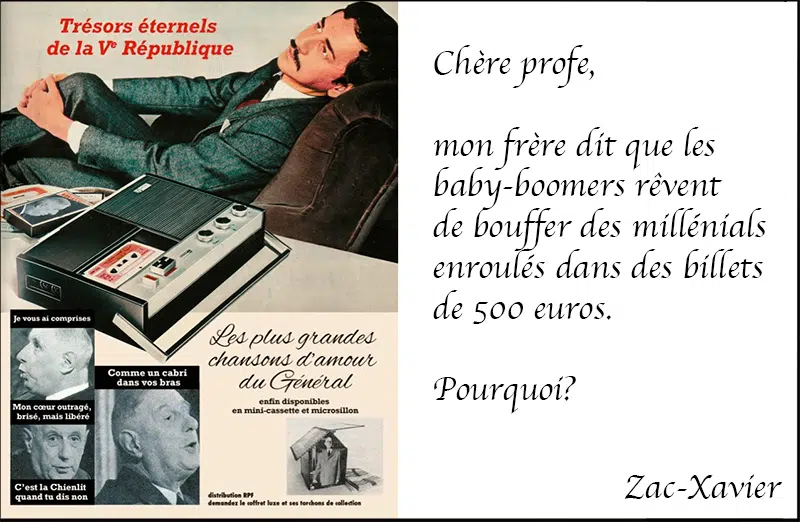 Trésors éternels
de la Vᵉ République
Je vous ai comprises
Mon cœur outragé,
brisé, mais libéré
C'est la Chienlit
quand tu dis non
Comme un cabri
dans vos bras
Les plus grandes
chansons d'amour
du Général
enfin disponibles
en mini-cassette et microsillon
distribution RPF
demandez le coffret luxe et ses torchons de collection
Chère profe,
mon frère dit que les
baby-boomers rêvent
de bouffer des millénials
enroulés dans des billets
de 500 euros.
Pourquoi?
Zac-Xavier